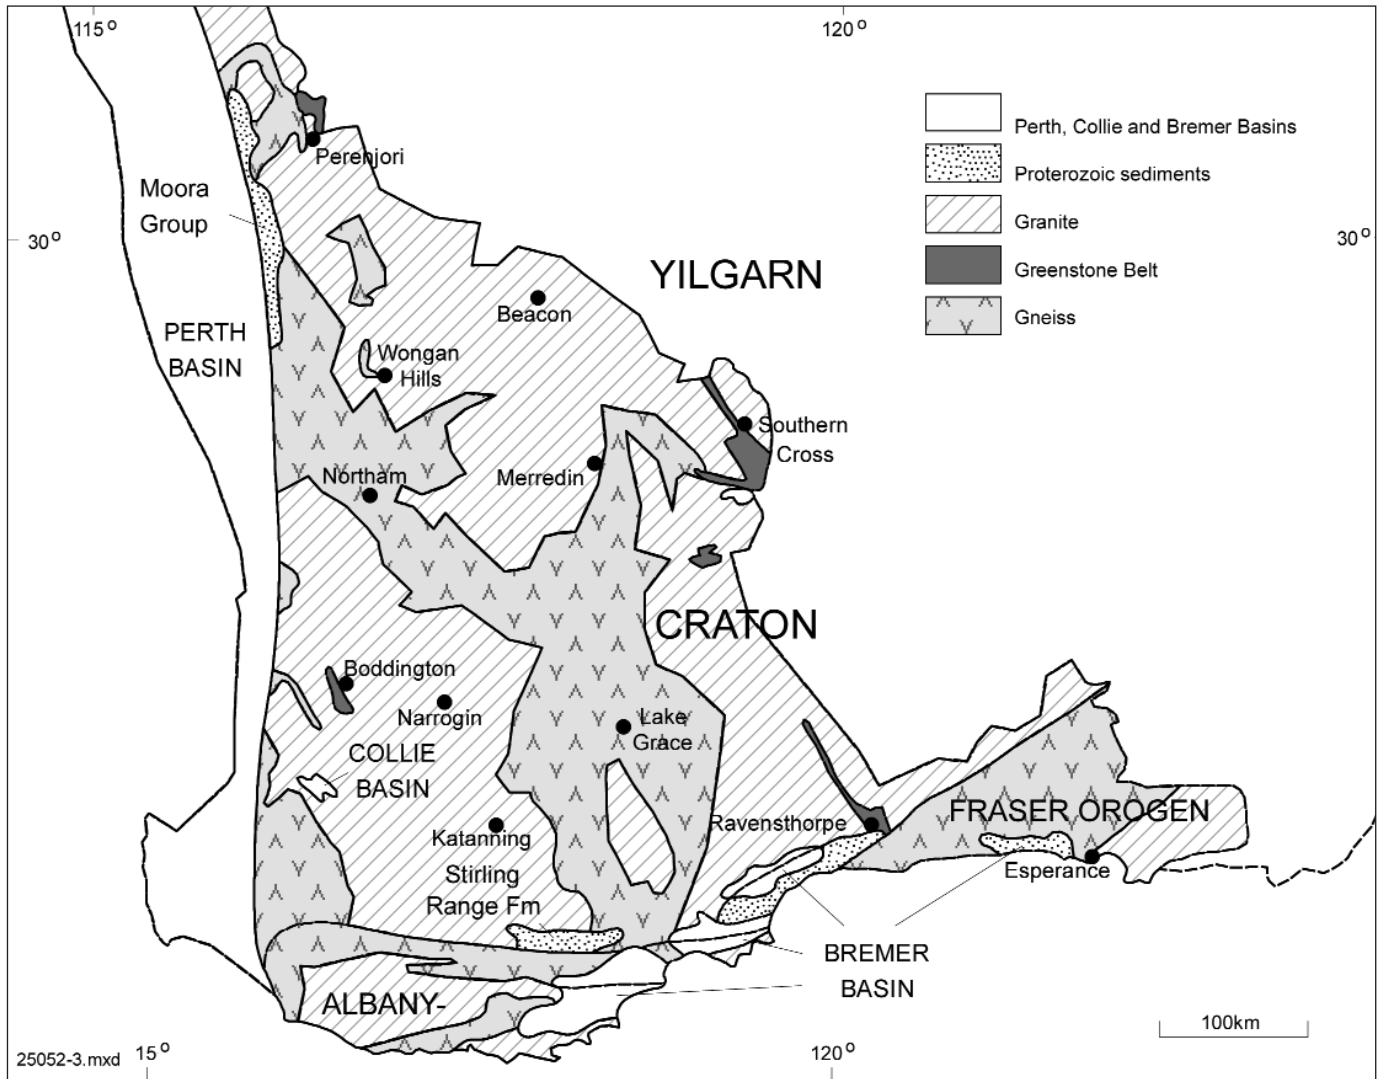 115°
120°
Perth, Collie and Bremer Basins
Proterozoic sediments
Granite
Greenstone Belt
Gneiss
Perenjori
Moora
Group
30°
30°
YILGARN
Beacon
PERTH
BASIN
Wongan
Hills
Southern
Cross
Northam
Merredin
CRATON
Boddington
Narrogin
Lake
Grace
COLLIE
BASIN
FRASER OROGEN
Ravensthorpe
Katanning
Esperance
Stirling
Range Fm
BREMER
BASIN
ALBANY-
100km
25052-3.mxd
15°
120°